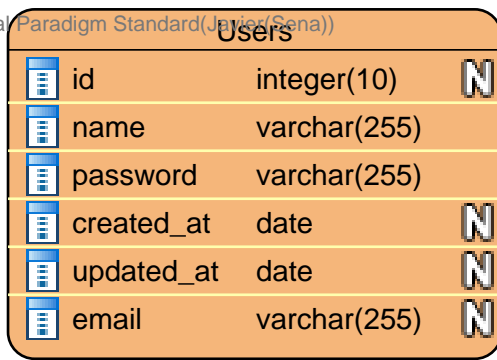 al Paradigm Standard(Javier(Sena))
Users
id integer(10) N
name varchar(255)
password varchar(255)
created_at date N
updated_at date N
email varchar(255) N